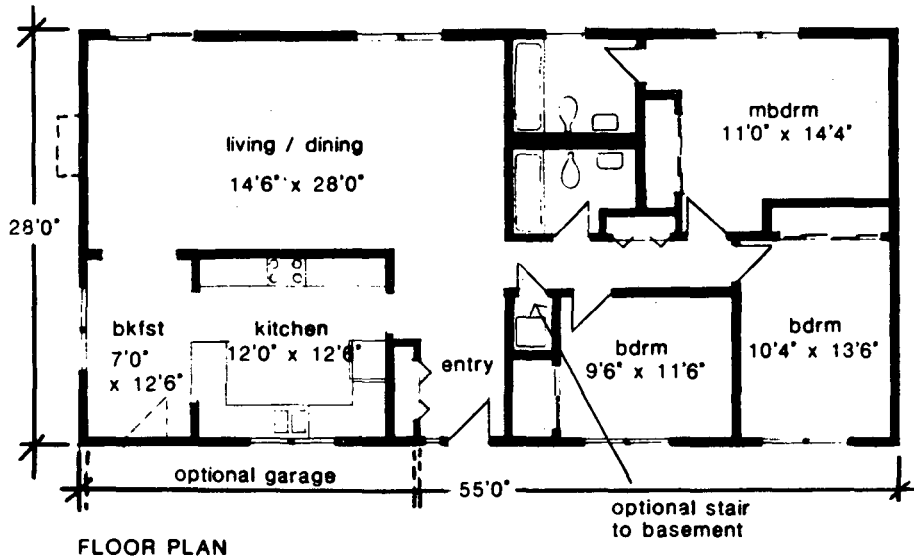 mbdrm
11'0" x 14'4"
living / dining
14'6" x 28'0"
28'0"
bkfst
7'0"
x 12'6"
kitchen
12'0" x 12'6"
entry
bdrm
9'6" x 11'6"
bdrm
10'4" x 13'6"
optional garage
55'0"
optional stair
to basement
FLOOR PLAN